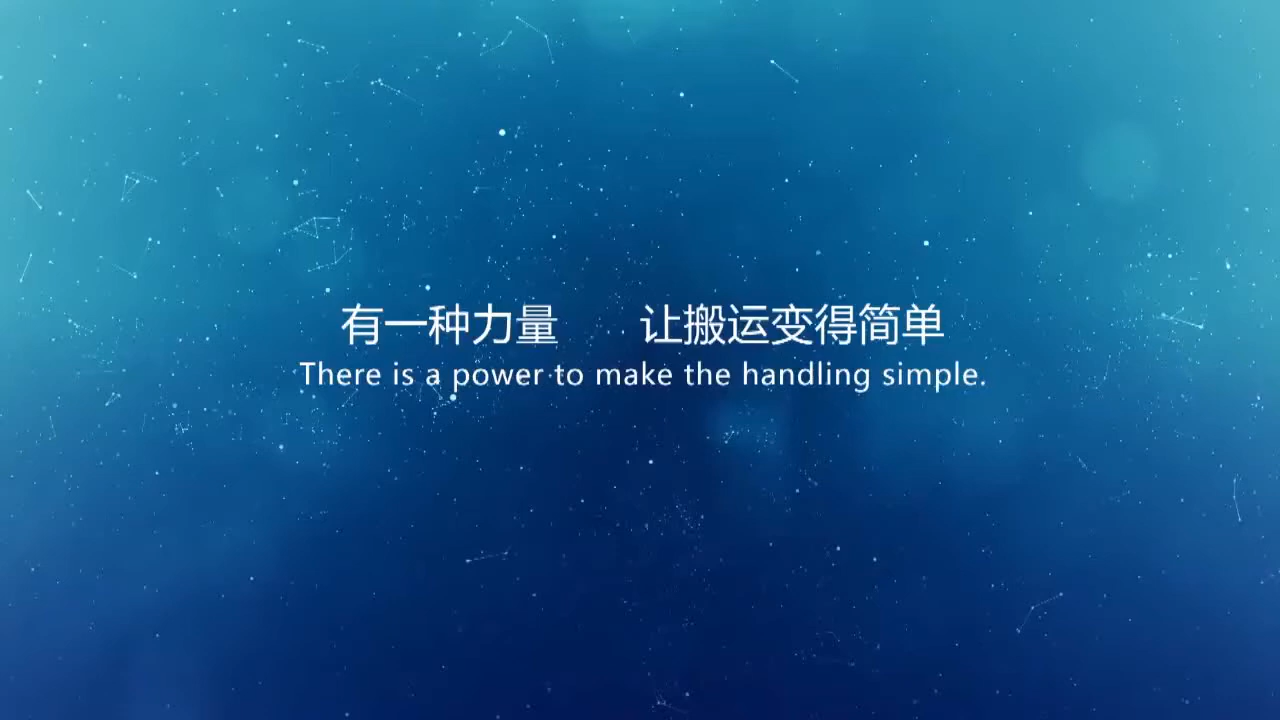 有一种力量 让搬运变得简单
There is a power to make the handling simple.